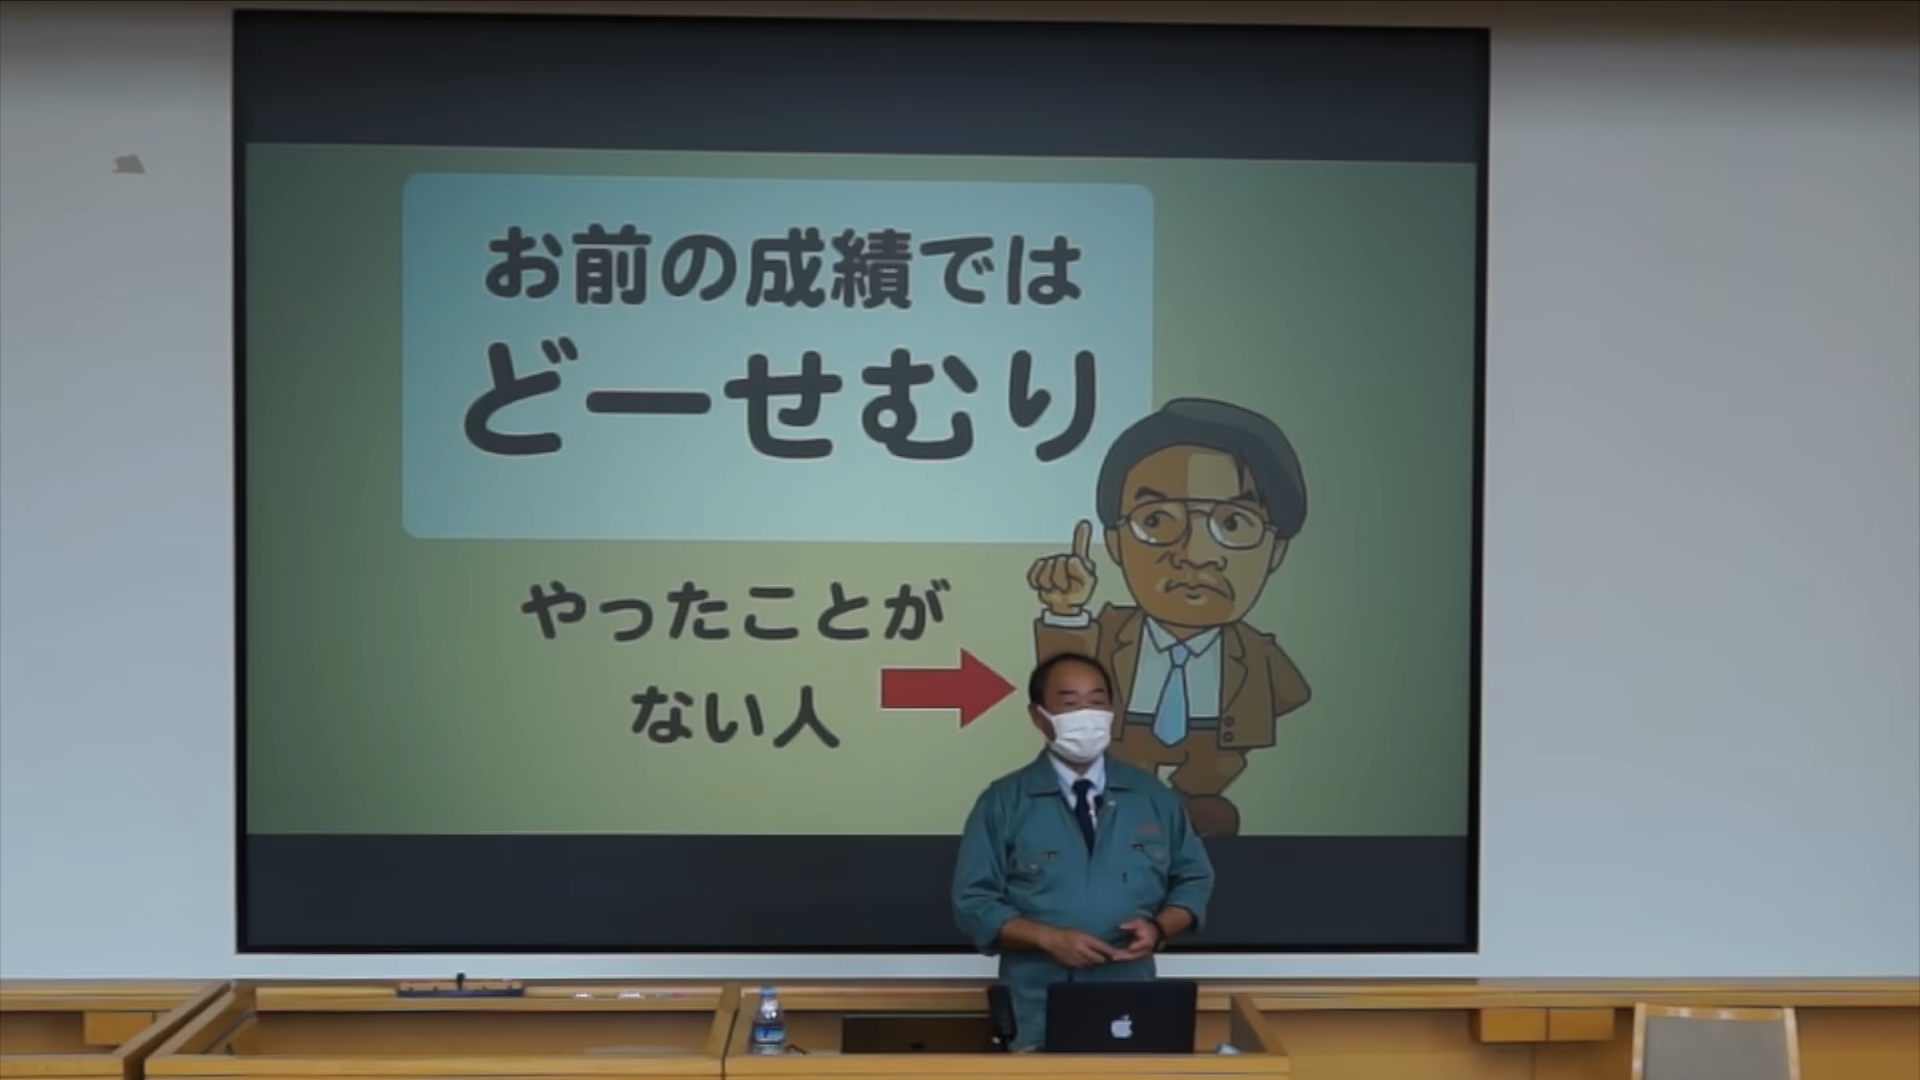 お前の成績では
どーせむり
やったことが
ない人